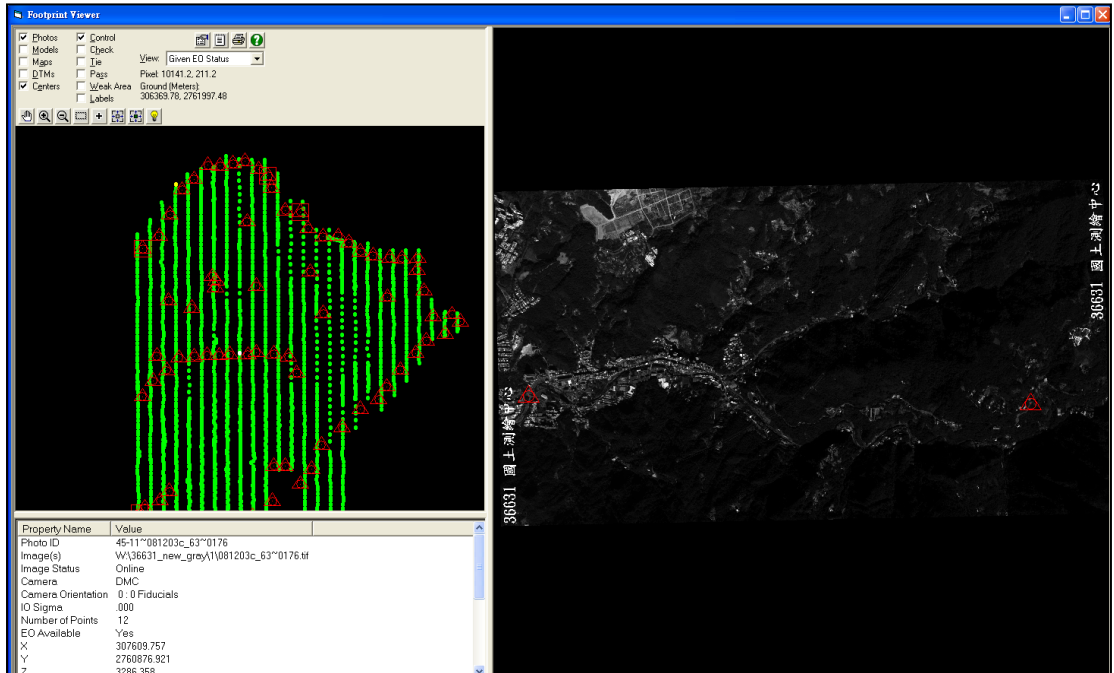 Footprint Viewer
Photos
Control
Models
Check
Maps
Tie
View: Given EO Status
DTMs
Pass
Pixel: 10141.2, 211.2
Centers
Weak Area
Ground (Meters):
Labels
306369.78, 2761997.48
Property Name Value
Photo ID 45-11~081203c_63~0176
Image(s) W:\36631_new_gray\1\081203c_63~0176.tif
Image Status Online
Camera DMC
Camera Orientation 0 : 0 Fiducials
IO Sigma .000
Number of Points 12
EO Available Yes
X 307609.757
Y 2760876.921
Z 3286.358
36631 國土測繪中心
36631 國土測繪中心